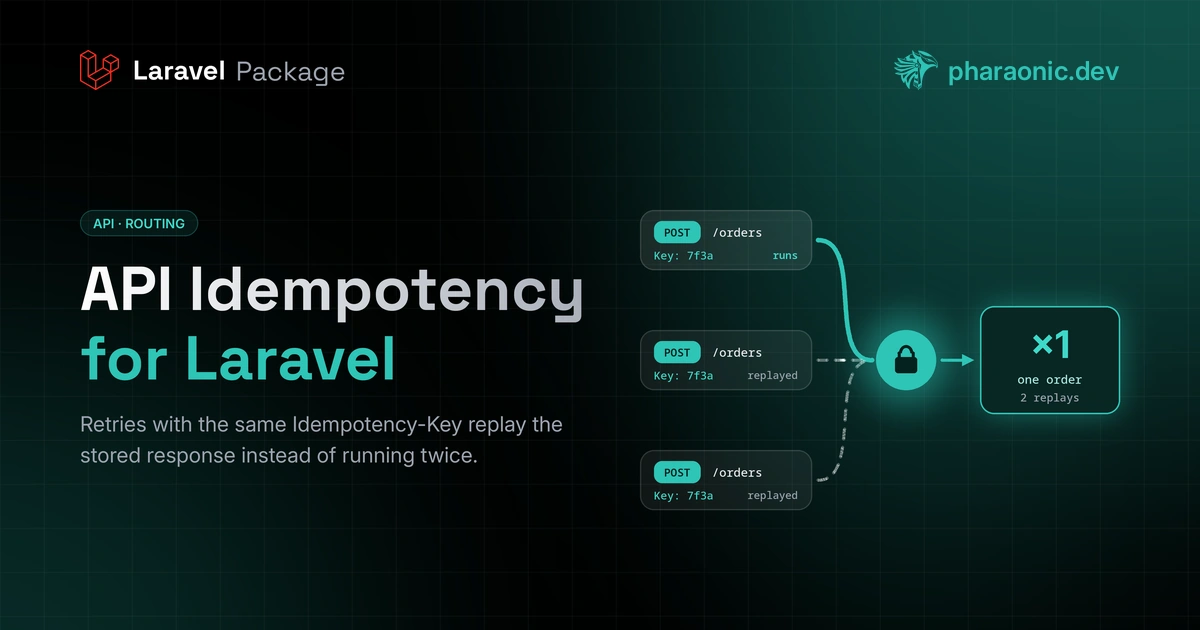 Laravel Package
pharaonic.dev
API · ROUTING
API Idempotency
for Laravel
Retries with the same Idempotency-Key replay the
stored response instead of running twice.
POST /orders
Key: 7f3a runs
POST /orders
Key: 7f3a replayed
POST /orders
Key: 7f3a replayed
×1
one order
2 replays